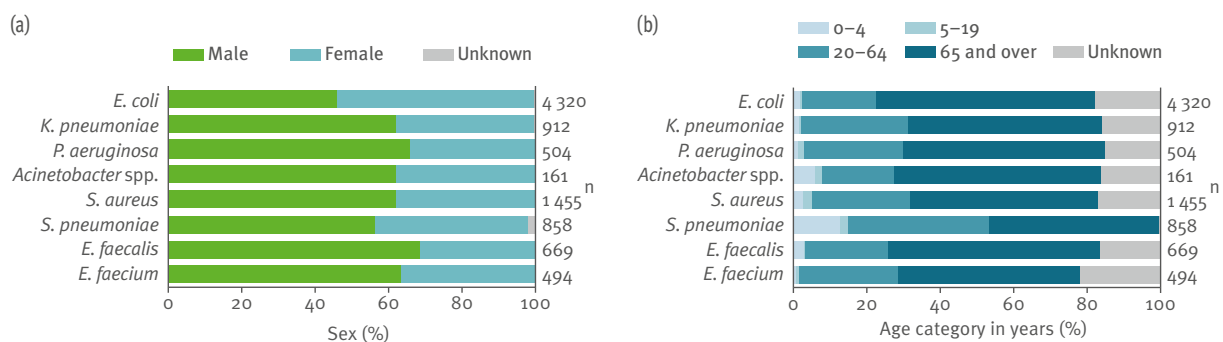 (a)
Male Female Unknown
E. coli 4 320
K. pneumoniae 912
P. aeruginosa 504
Acinetobacter spp. 161
n
S. aureus 1 455
S. pneumoniae 858
E. faecalis 669
E. faecium 494
0 20 40 60 80 100
Sex (%)
(b)
0–4 5–19
20–64 65 and over Unknown
E. coli 4 320
K. pneumoniae 912
P. aeruginosa 504
Acinetobacter spp. 161
n
S. aureus 1 455
S. pneumoniae 858
E. faecalis 669
E. faecium 494
0 20 40 60 80 100
Age category in years (%)